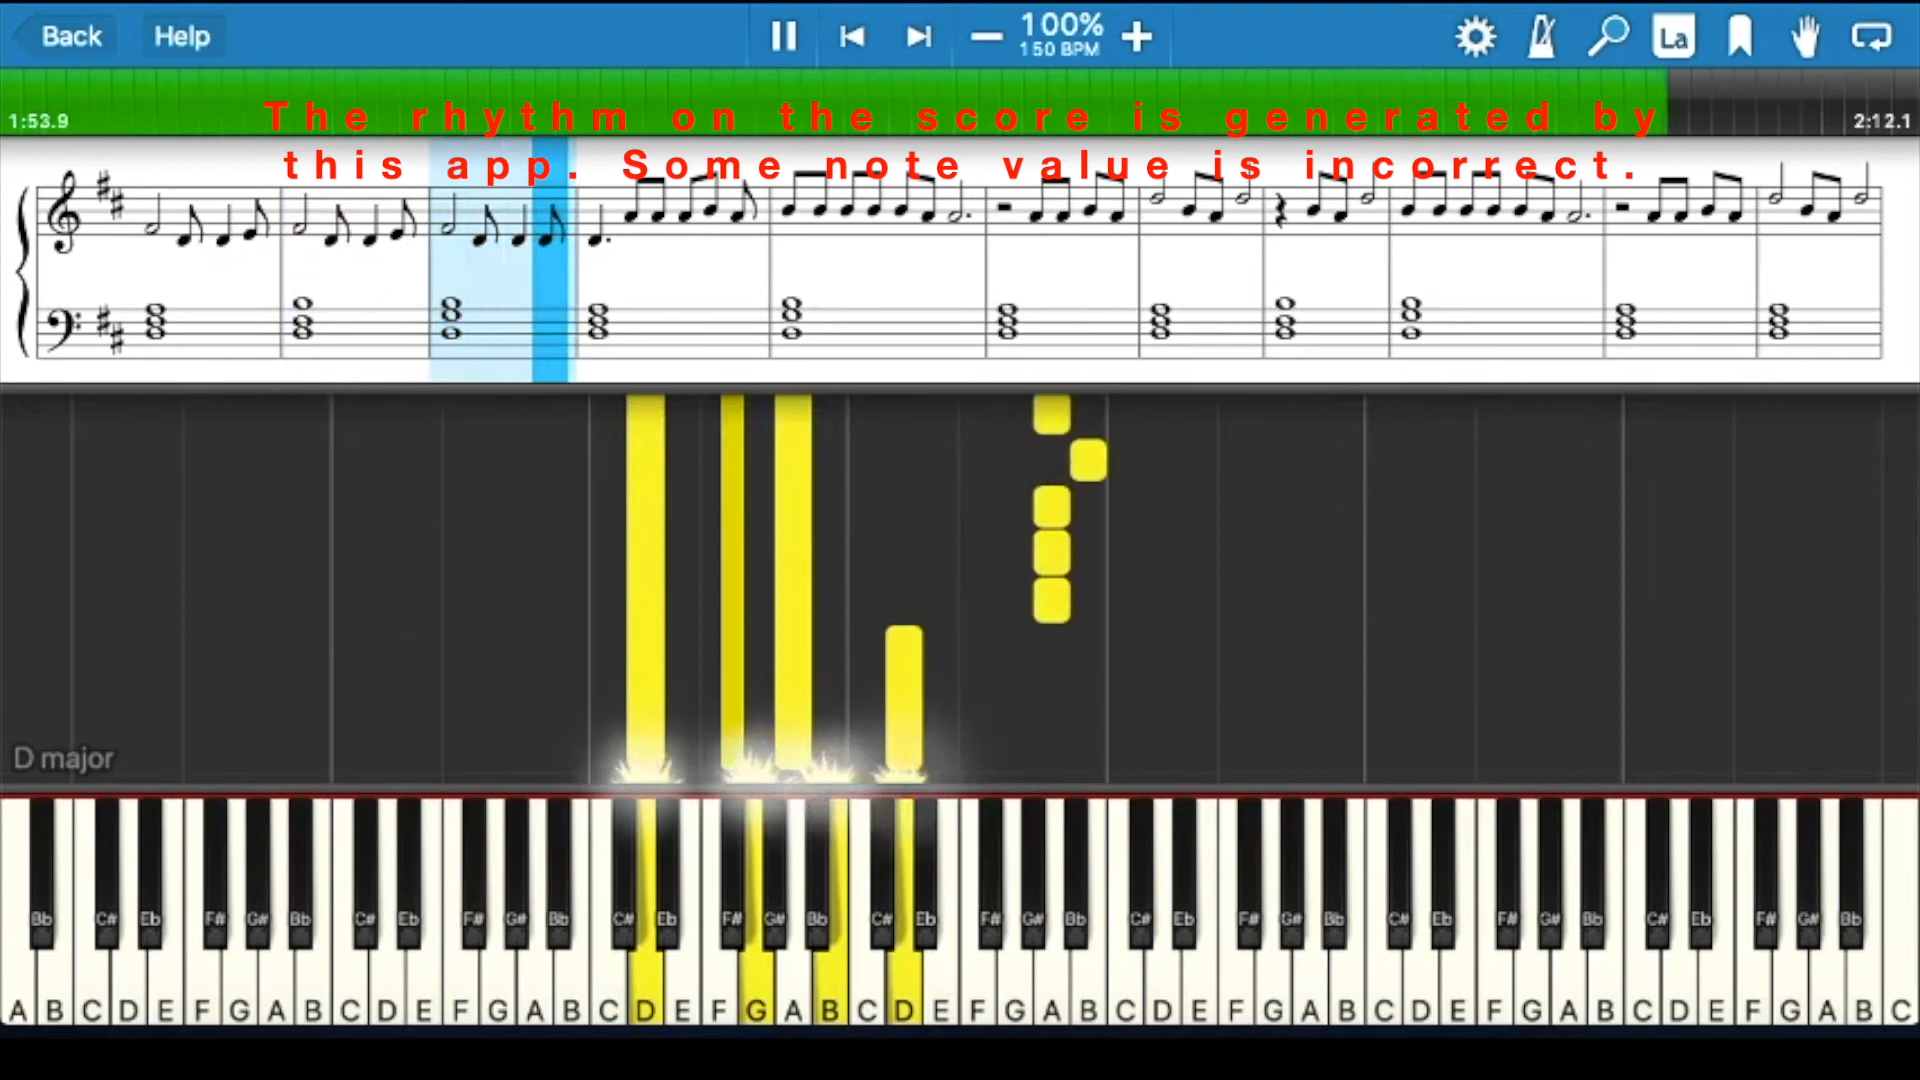 Back Help 100% La
150 BPM
The rhythm on the score is generated by
1:53.9 2:12.1
this app. Some note value is incorrect.
D major
Bb C# Eb F# G# Bb C# Eb F# G# Bb C# Eb F# G# Bb C# Eb F# G# Bb C# Eb F# G# Bb C# Eb F# G# Bb C# Eb F# G# Bb
A B C D E F G A B C D E F G A B C D E F G A B C D E F G A B C D E F G A B C D E F G A B C D E F G A B C